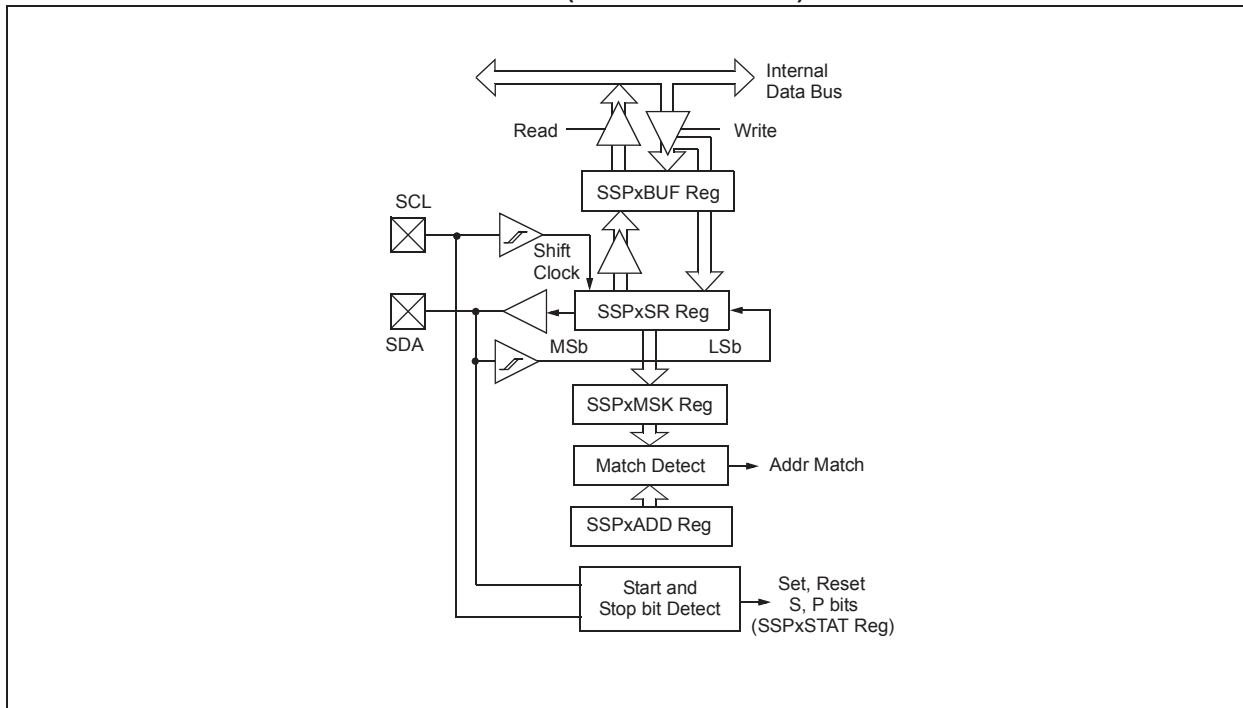 Internal
Data Bus
Read
Write
SSPxBUF Reg
SCL
Shift
Clock
SSPxSR Reg
SDA
MSb
LSb
SSPxMSK Reg
Match Detect
Addr Match
SSPxADD Reg
Start and
Stop bit Detect
Set, Reset
S, P bits
(SSPxSTAT Reg)